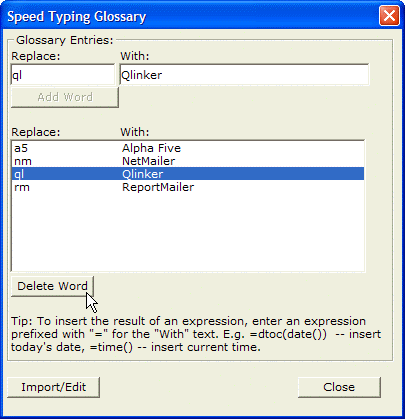 Speed Typing Glossary
Glossary Entries:
Replace: With:
ql Qlinker
Add Word
Replace: With:
a5 Alpha Five
nm NetMailer
ql Qlinker
rm ReportMailer
Delete Word
Tip: To insert the result of an expression, enter an expression
prefixed with "=" for the "With" text. E.g. =dtoc(date()) -- insert
today's date, =time() -- insert current time.
Import/Edit Close